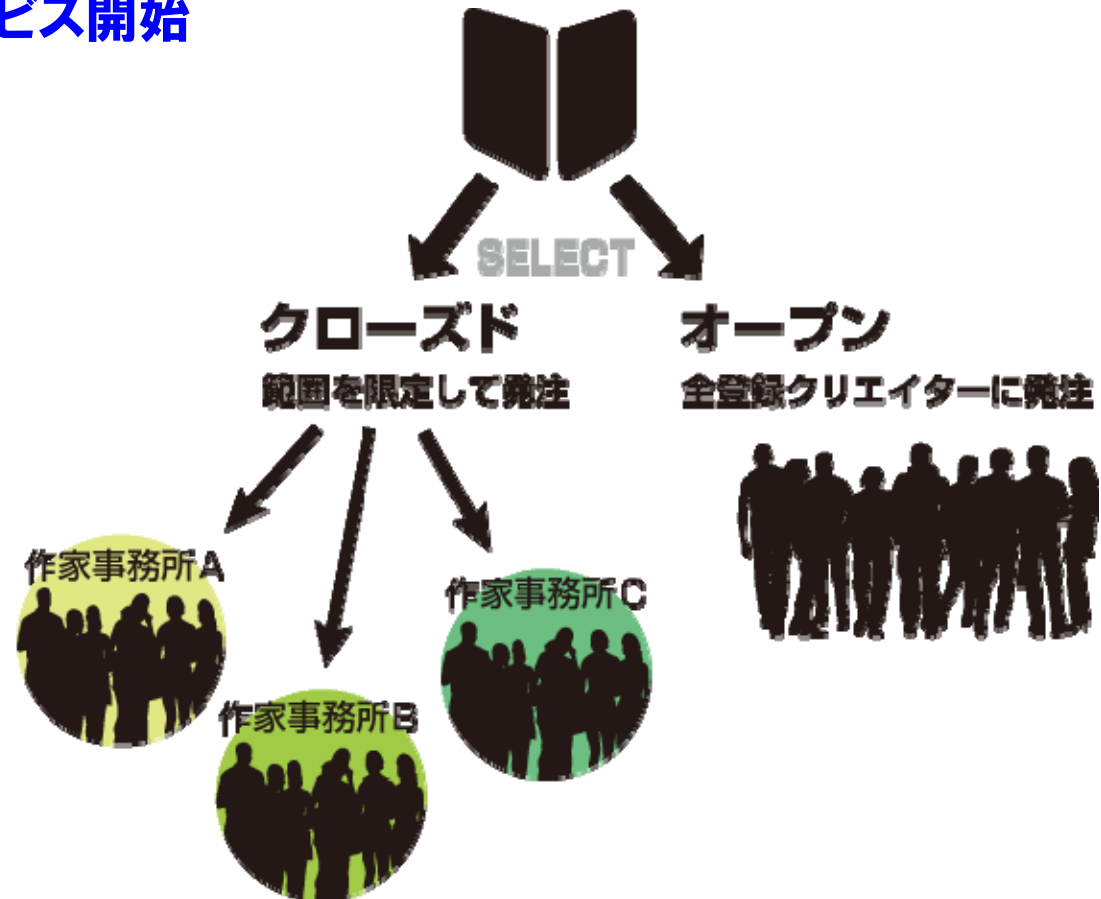 ビス開始
SELECT
クローズド
オープン
範囲を限定して発注
全登録クリエイターに発注
作家事務所A
作家事務所C
作家事務所B